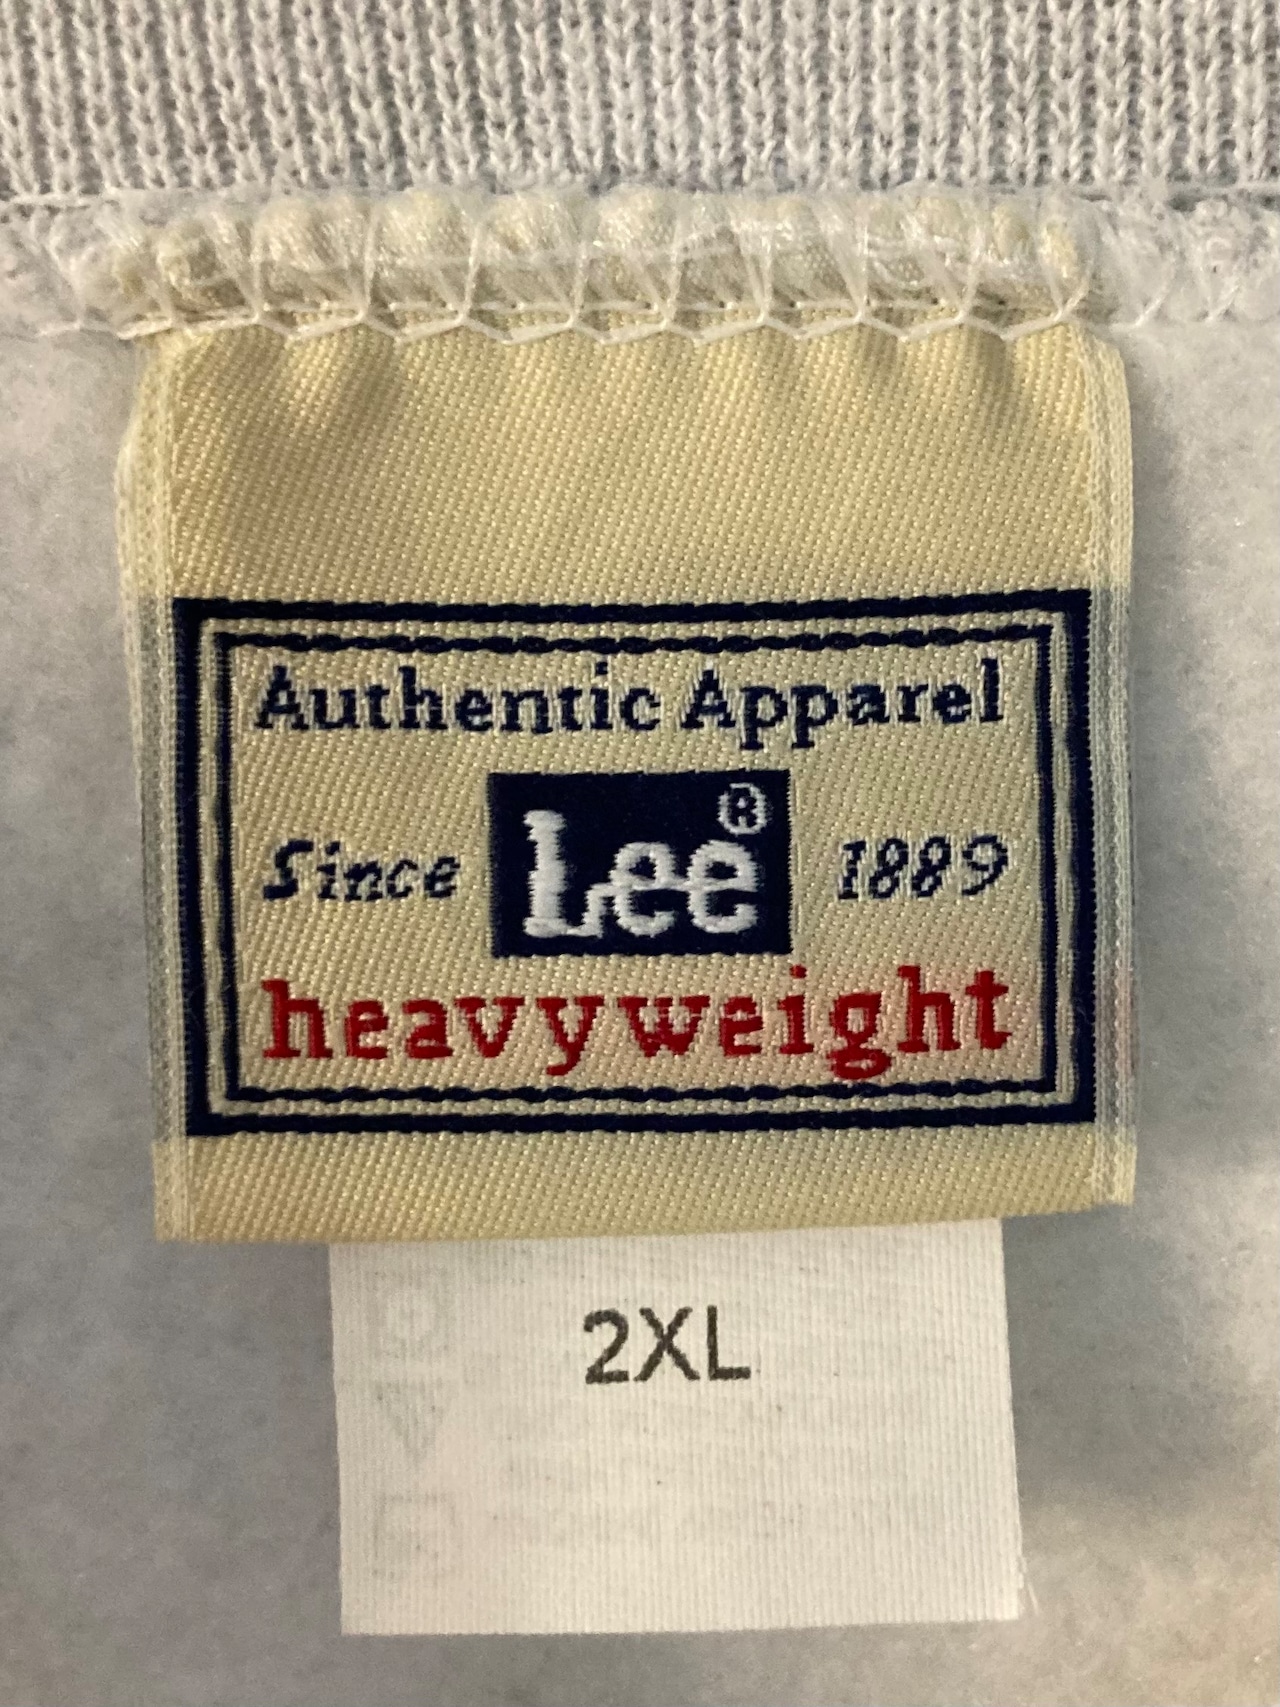 Authentic Apparel
Since Lee® 1889
heavyweight
2XL